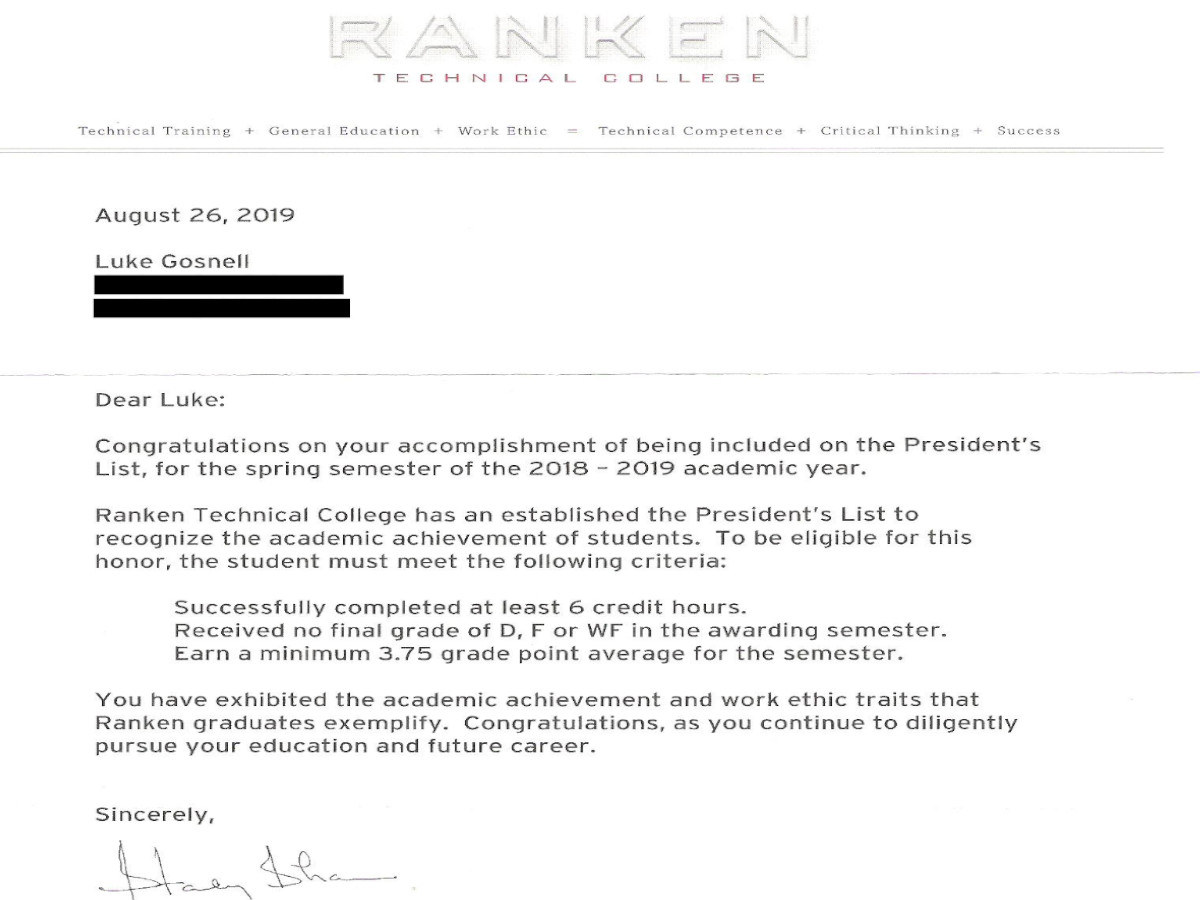 RANKEN
TECHNICAL COLLEGE
Technical Training + General Education + Work Ethic = Technical Competence + Critical Thinking + Success
August 26, 2019
Luke Gosnell
Dear Luke:
Congratulations on your accomplishment of being included on the President's
List, for the spring semester of the 2018 – 2019 academic year.
Ranken Technical College has an established the President's List to
recognize the academic achievement of students. To be eligible for this
honor, the student must meet the following criteria:
Successfully completed at least 6 credit hours.
Received no final grade of D, F or WF in the awarding semester.
Earn a minimum 3.75 grade point average for the semester.
You have exhibited the academic achievement and work ethic traits that
Ranken graduates exemplify. Congratulations, as you continue to diligently
pursue your education and future career.
Sincerely,